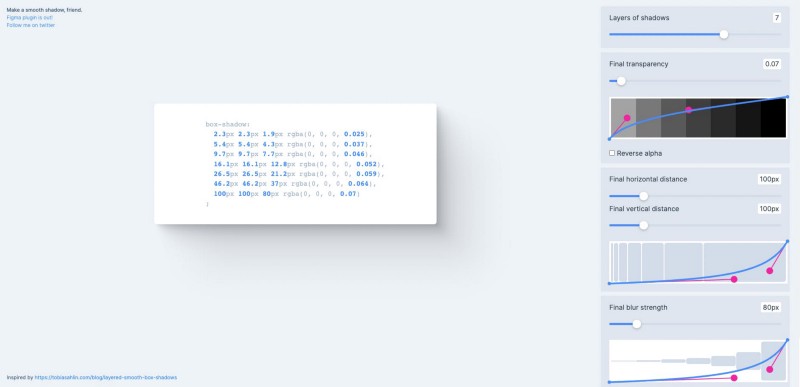 Make a smooth shadow, friend.
Figma plugin is out!
Follow me on twitter
box-shadow:
2.3px 2.3px 1.9px rgba(0, 0, 0, 0.025),
5.4px 5.4px 4.3px rgba(0, 0, 0, 0.037),
9.7px 9.7px 7.7px rgba(0, 0, 0, 0.046),
16.1px 16.1px 12.8px rgba(0, 0, 0, 0.052),
26.5px 26.5px 21.2px rgba(0, 0, 0, 0.059),
46.2px 46.2px 37px rgba(0, 0, 0, 0.064),
100px 100px 80px rgba(0, 0, 0, 0.07)
;
Inspired by https://tobiasahlin.com/blog/layered-smooth-box-shadows
Layers of shadows 7
Final transparency 0.07
Reverse alpha
Final horizontal distance 100px
Final vertical distance 100px
Final blur strength 80px